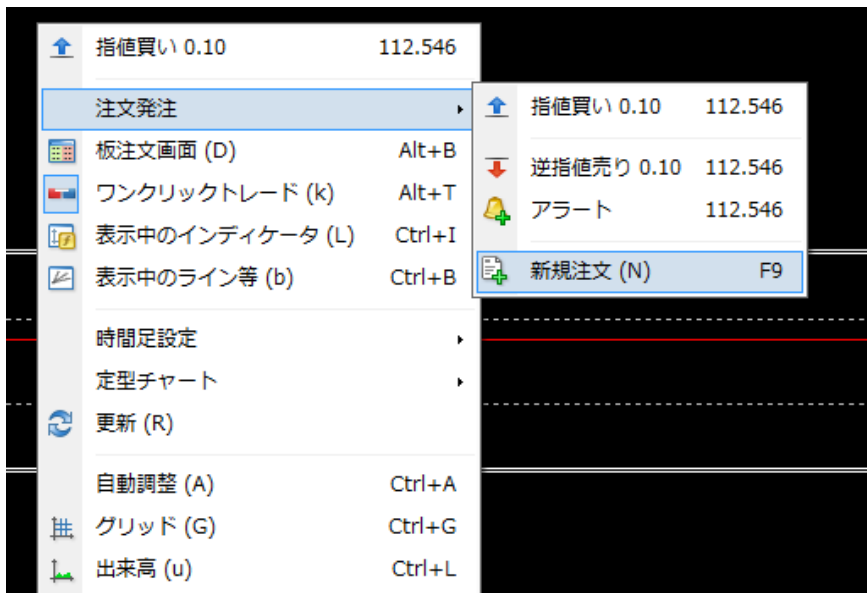 指値買い 0.10 112.546
注文発注
板注文画面 (D) Alt+B
ワンクリックトレード (k) Alt+T
表示中のインディケータ (L) Ctrl+I
表示中のライン等 (b) Ctrl+B
時間足設定
定型チャート
更新 (R)
自動調整 (A) Ctrl+A
グリッド (G) Ctrl+G
出来高 (u) Ctrl+L
指値買い 0.10 112.546
逆指値売り 0.10 112.546
アラート 112.546
新規注文 (N) F9